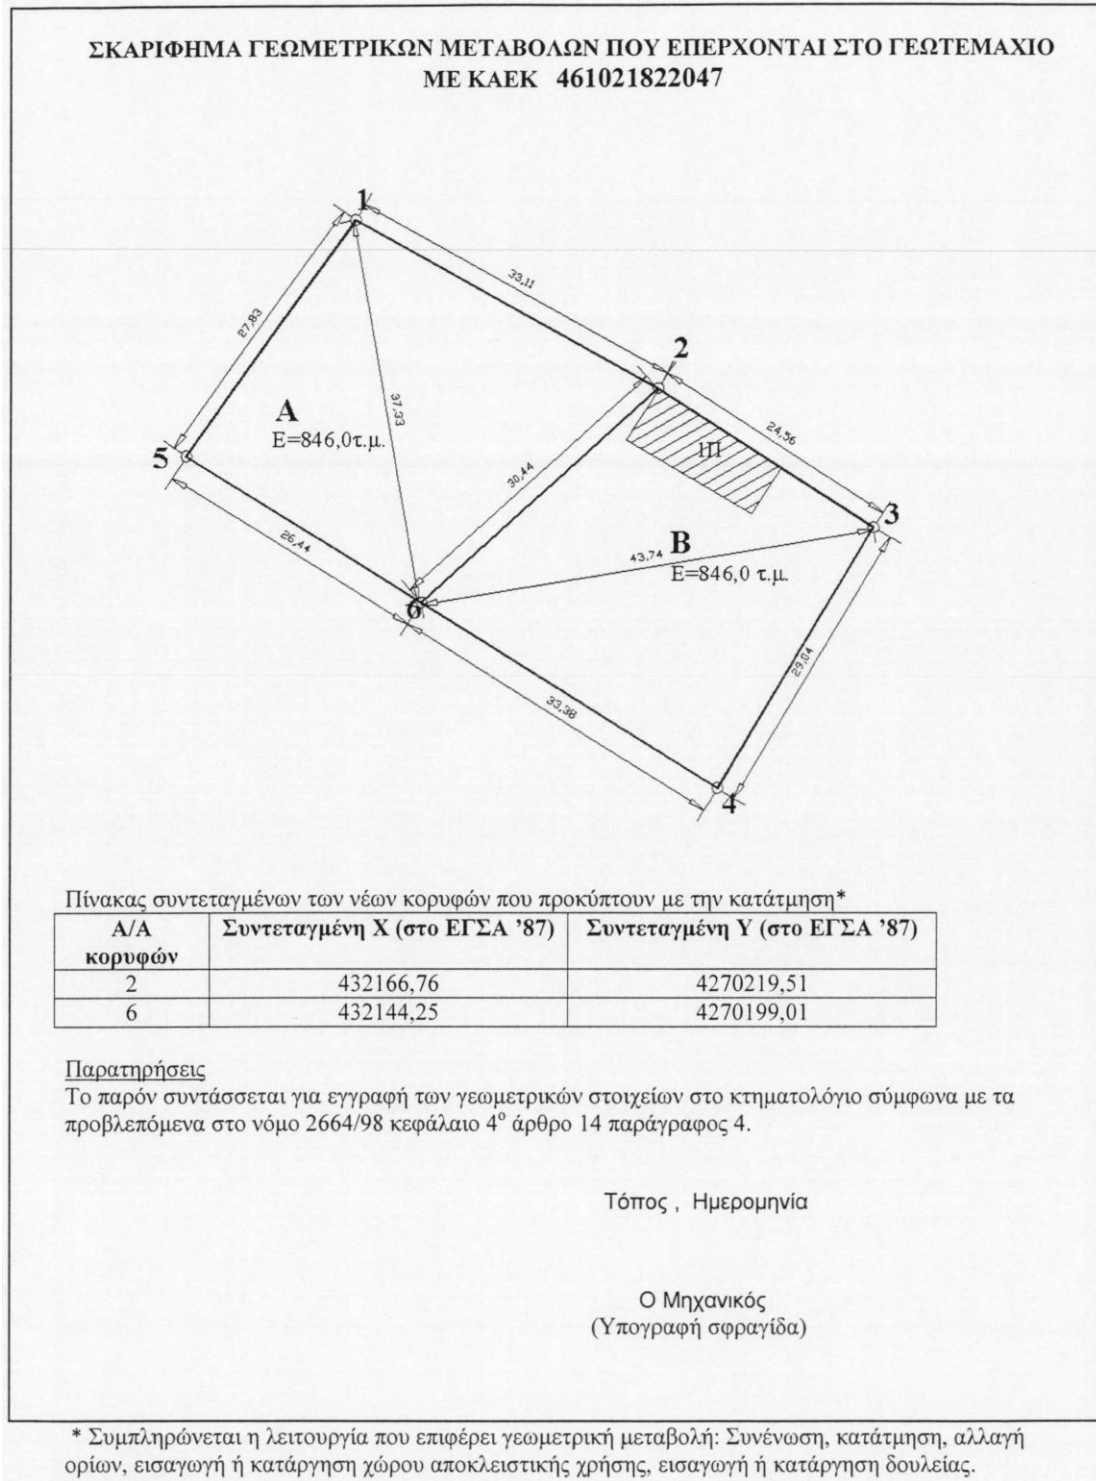 ΣΚΑΡΙΦΗΜΑ ΓΕΩΜΕΤΡΙΚΩΝ ΜΕΤΑΒΟΛΩΝ ΠΟΥ ΕΠΕΡΧΟΝΤΑΙ ΣΤΟ ΓΕΩΤΕΜΑΧΙΟ
ΜΕ ΚΑΕΚ 461021822047
1
33,11
27,83
2
24,56
37,33
Α
Ε=846,0τ.μ.
1Π
5
30,44
3
Β
43,74
Ε=846,0 τ.μ.
26,44
6
29,04
33,38
4
Πίνακας συντεταγμένων των νέων κορυφών που προκύπτουν με την κατάτμηση*
Α/Α κορυφών Συντεταγμένη Χ (στο ΕΓΣΑ ’87) Συντεταγμένη Υ (στο ΕΓΣΑ ’87)
2 432166,76 4270219,51
6 432144,25 4270199,01
Παρατηρήσεις
Το παρόν συντάσσεται για εγγραφή των γεωμετρικών στοιχείων στο κτηματολόγιο σύμφωνα με τα
προβλεπόμενα στο νόμο 2664/98 κεφάλαιο 4ο άρθρο 14 παράγραφος 4.
Τόπος , Ημερομηνία
Ο Μηχανικός
(Υπογραφή σφραγίδα)
* Συμπληρώνεται η λειτουργία που επιφέρει γεωμετρική μεταβολή: Συνένωση, κατάτμηση, αλλαγή
ορίων, εισαγωγή ή κατάργηση χώρου αποκλειστικής χρήσης, εισαγωγή ή κατάργηση δουλείας.